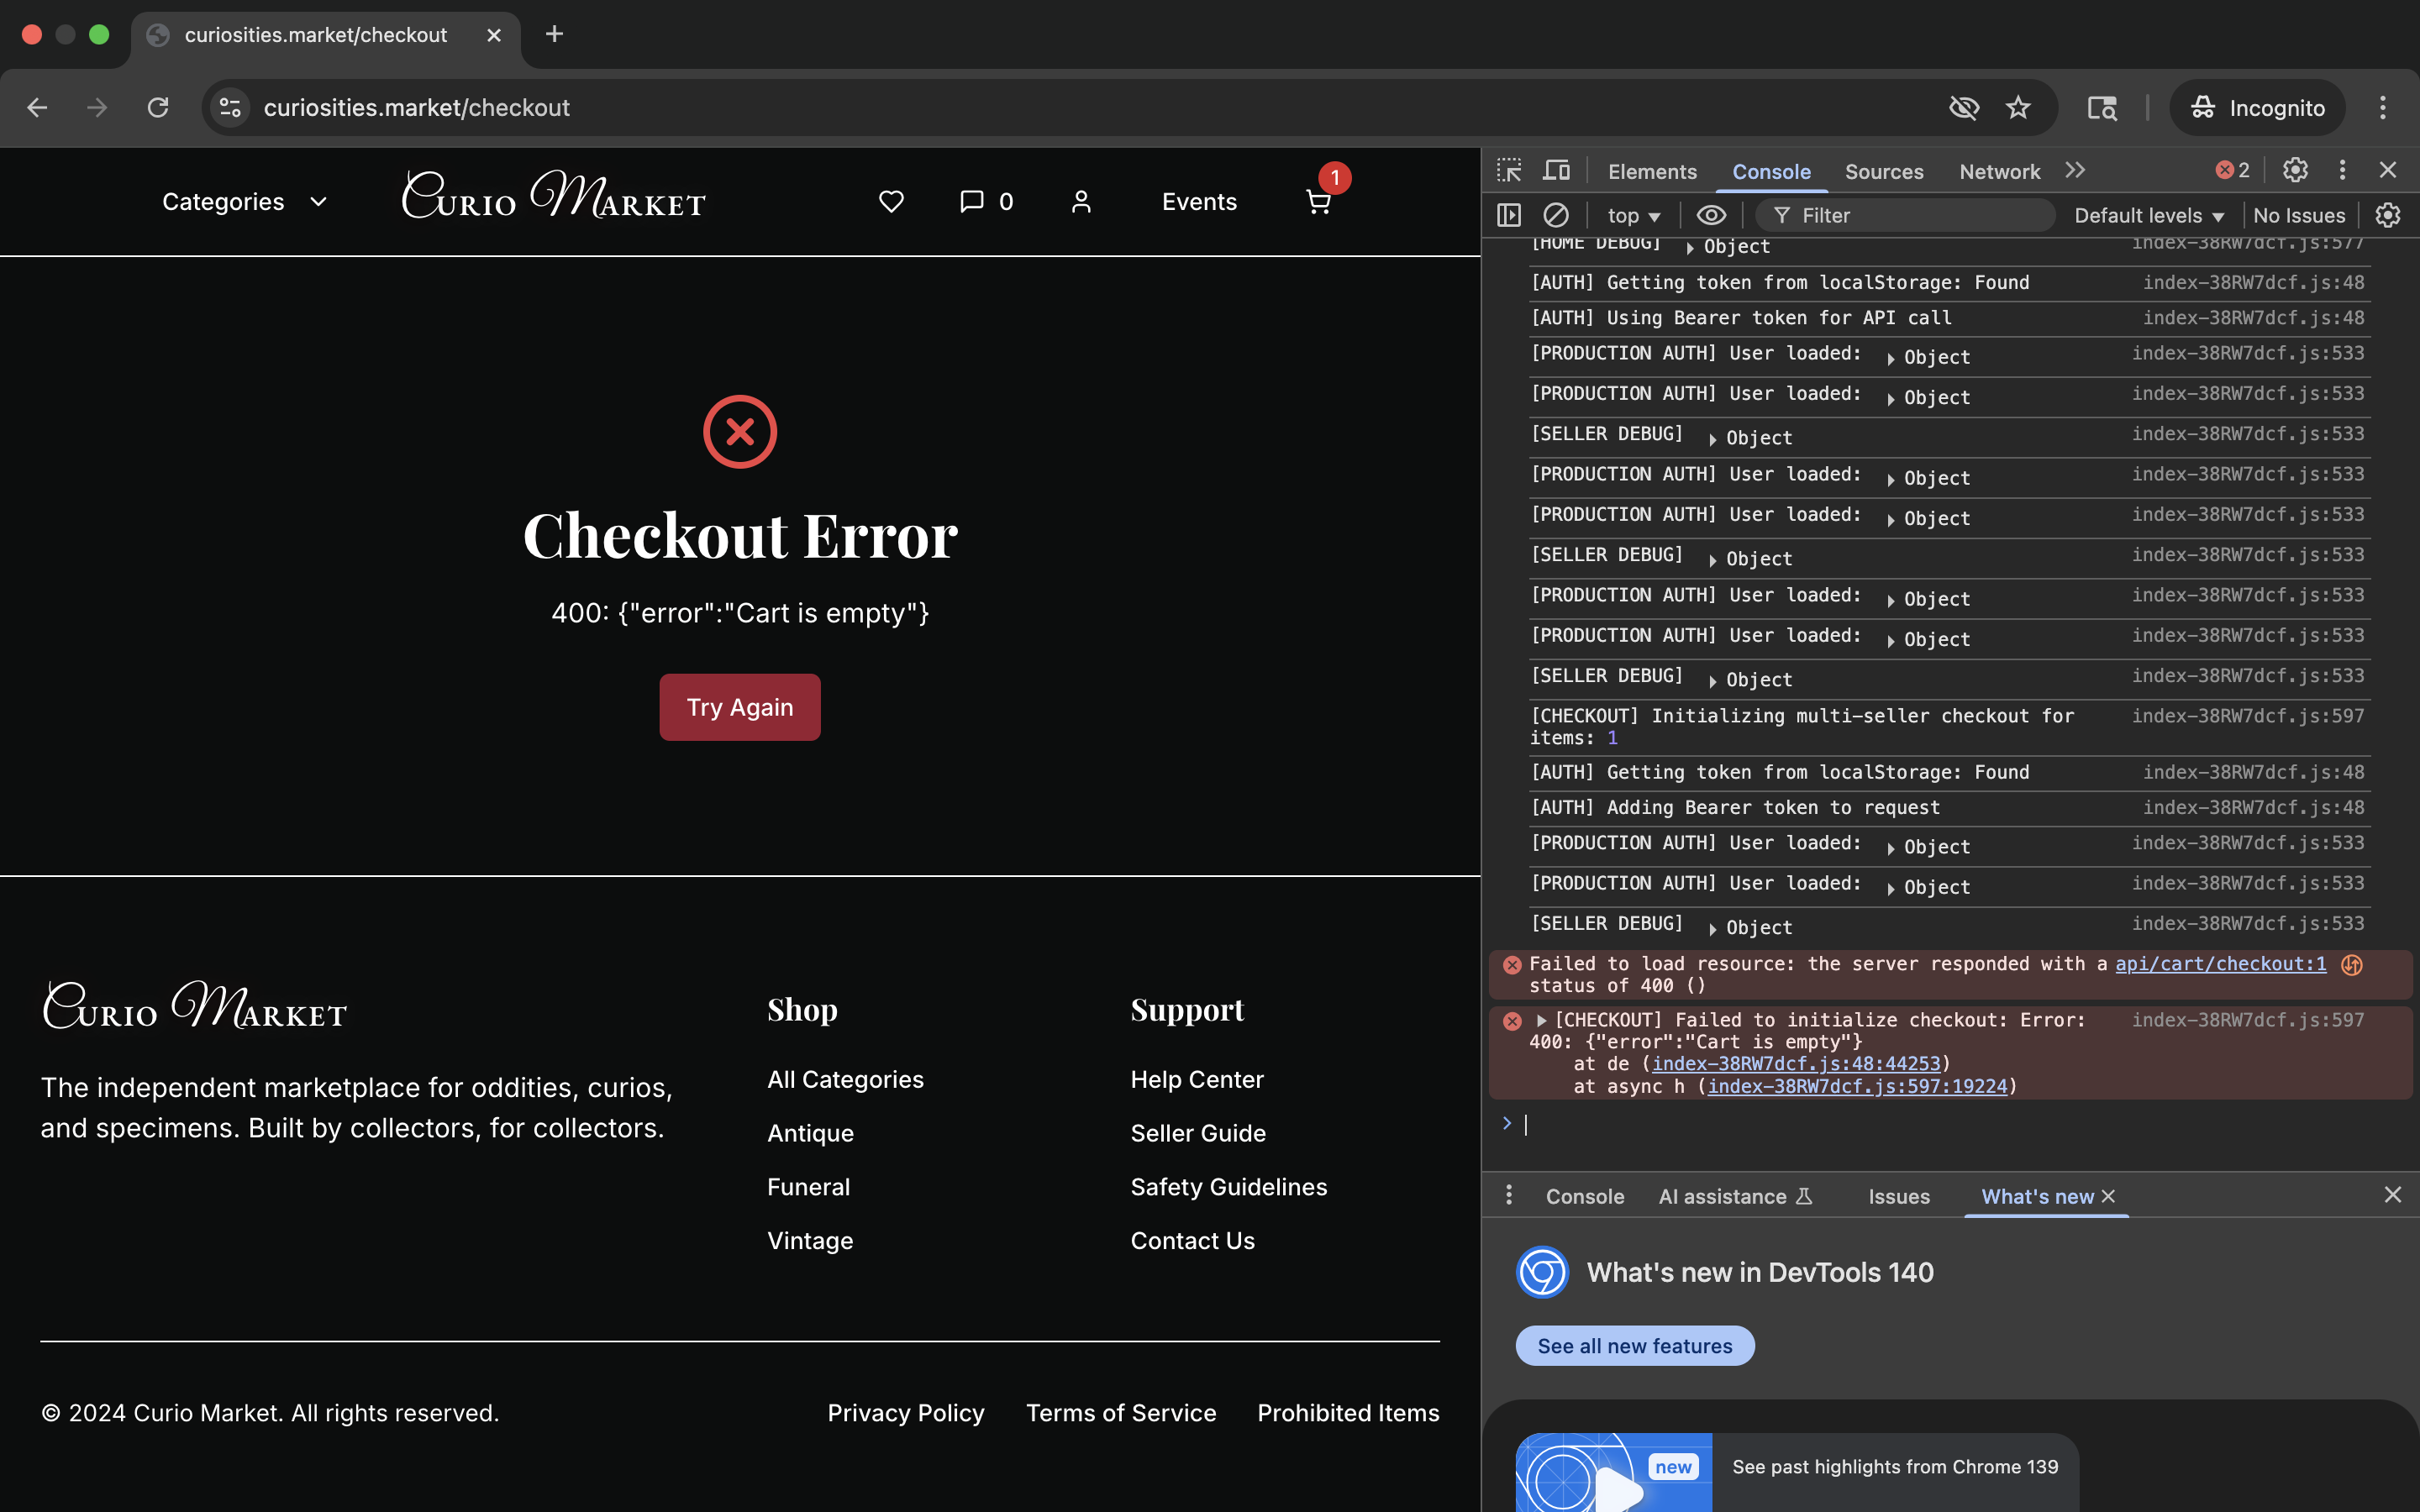 curiosities.market/checkout
curiosities.market/checkout
Incognito
Categories
Curio Market
0
Events
1
Checkout Error
400: {"error":"Cart is empty"}
Try Again
Curio Market
The independent marketplace for oddities, curios,
and specimens. Built by collectors, for collectors.
Shop
All Categories
Antique
Funeral
Vintage
Support
Help Center
Seller Guide
Safety Guidelines
Contact Us
© 2024 Curio Market. All rights reserved.
Privacy Policy Terms of Service Prohibited Items
Elements Console Sources Network 2
top Filter Default levels No Issues
[HOME DEBUG] Object index-38RW7dcf.js:577
[AUTH] Getting token from localStorage: Found index-38RW7dcf.js:48
[AUTH] Using Bearer token for API call index-38RW7dcf.js:48
[PRODUCTION AUTH] User loaded: Object index-38RW7dcf.js:533
[PRODUCTION AUTH] User loaded: Object index-38RW7dcf.js:533
[SELLER DEBUG] Object index-38RW7dcf.js:533
[PRODUCTION AUTH] User loaded: Object index-38RW7dcf.js:533
[PRODUCTION AUTH] User loaded: Object index-38RW7dcf.js:533
[SELLER DEBUG] Object index-38RW7dcf.js:533
[PRODUCTION AUTH] User loaded: Object index-38RW7dcf.js:533
[PRODUCTION AUTH] User loaded: Object index-38RW7dcf.js:533
[SELLER DEBUG] Object index-38RW7dcf.js:533
[CHECKOUT] Initializing multi-seller checkout for index-38RW7dcf.js:597
items: 1
[AUTH] Getting token from localStorage: Found index-38RW7dcf.js:48
[AUTH] Adding Bearer token to request index-38RW7dcf.js:48
[PRODUCTION AUTH] User loaded: Object index-38RW7dcf.js:533
[PRODUCTION AUTH] User loaded: Object index-38RW7dcf.js:533
[SELLER DEBUG] Object index-38RW7dcf.js:533
Failed to load resource: the server responded with a api/cart/checkout:1
status of 400 ()
[CHECKOUT] Failed to initialize checkout: Error: index-38RW7dcf.js:597
400: {"error":"Cart is empty"}
at de (index-38RW7dcf.js:48:44253)
at async h (index-38RW7dcf.js:597:19224)
Console AI assistance Issues What's new
What's new in DevTools 140
See all new features
new
See past highlights from Chrome 139